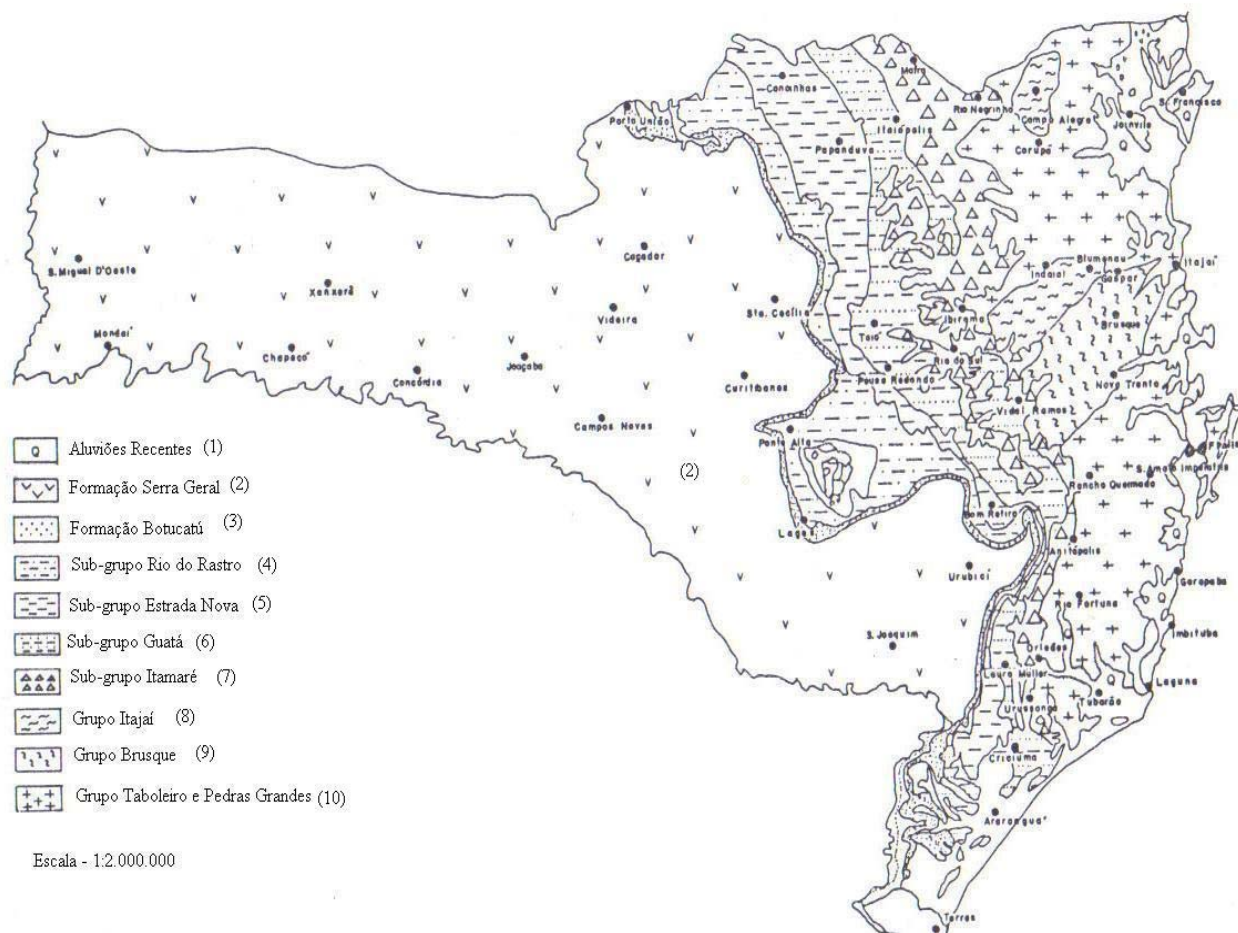 Mafra
Canoinhas
Rio Negrinho
Campo Alegre
S. Francisco
Porto União
Itaiópolis
Joinvile
Papanduva
Corupá
Caçador
S. Miguel D'Oeste
Blumenau
Indaial
Gaspar
Itajaí
Xanxerê
Sta. Cecília
Videira
Ibirama
Brusque
Taió
Mondaí
Chapecó
Joaçaba
Rio do Sul
Concórdia
Curitibanos
Pouso Redondo
Nova Trento
Vidal Ramos
Campos Novos
Ponte Alta
Fpolis
S. Amaro Imperatriz
Rancho Queimado
(2)
Bom Retiro
Lages
Anitápolis
Urubici
Garopaba
Rio Fortuna
Imbituba
S. Joaquim
Orleães
Lauro Muller
Laguna
Tubarão
Urussanga
Criciuma
Araranguá
Torres
Q Aluviões Recentes (1)
Formação Serra Geral (2)
Formação Botucatú (3)
Sub-grupo Rio do Rastro (4)
Sub-grupo Estrada Nova (5)
Sub-grupo Guatá (6)
Sub-grupo Itamaré (7)
Grupo Itajaí (8)
Grupo Brusque (9)
Grupo Taboleiro e Pedras Grandes (10)
Escala - 1:2.000.000